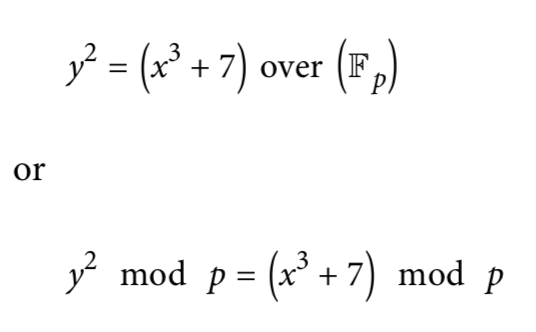 y² = (x³ + 7) over (𝔽ₚ)
or
y² mod p = (x³ + 7) mod p